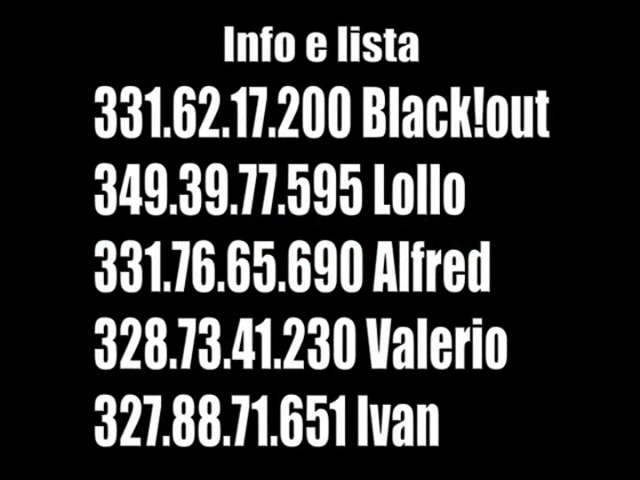 Info e lista
331.62.17.200 Black!out
349.39.77.595 Lollo
331.76.65.690 Alfred
328.73.41.230 Valerio
327.88.71.651 Ivan